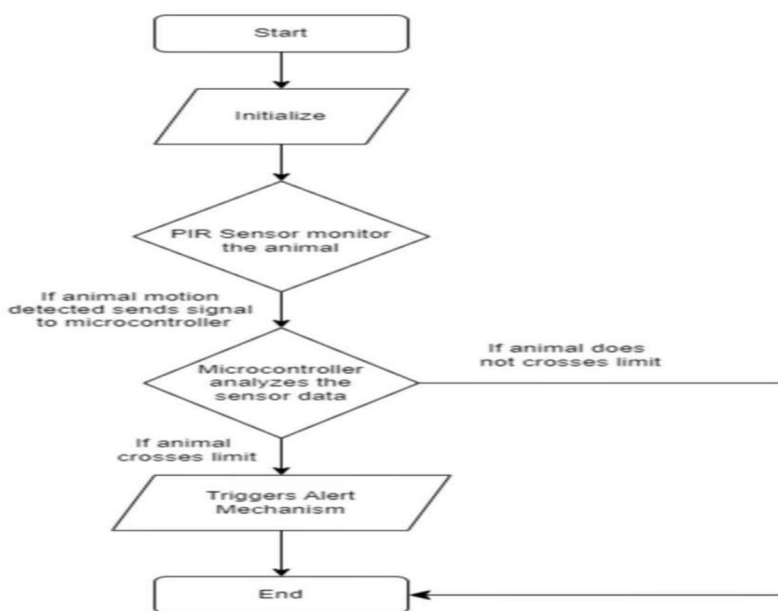 Start
Initialize
PIR Sensor monitor
the animal
If animal motion
detected sends signal
to microcontroller
If animal does
not crosses limit
Microcontroller
analyzes the
sensor data
If animal
crosses limit
Triggers Alert
Mechanism
End